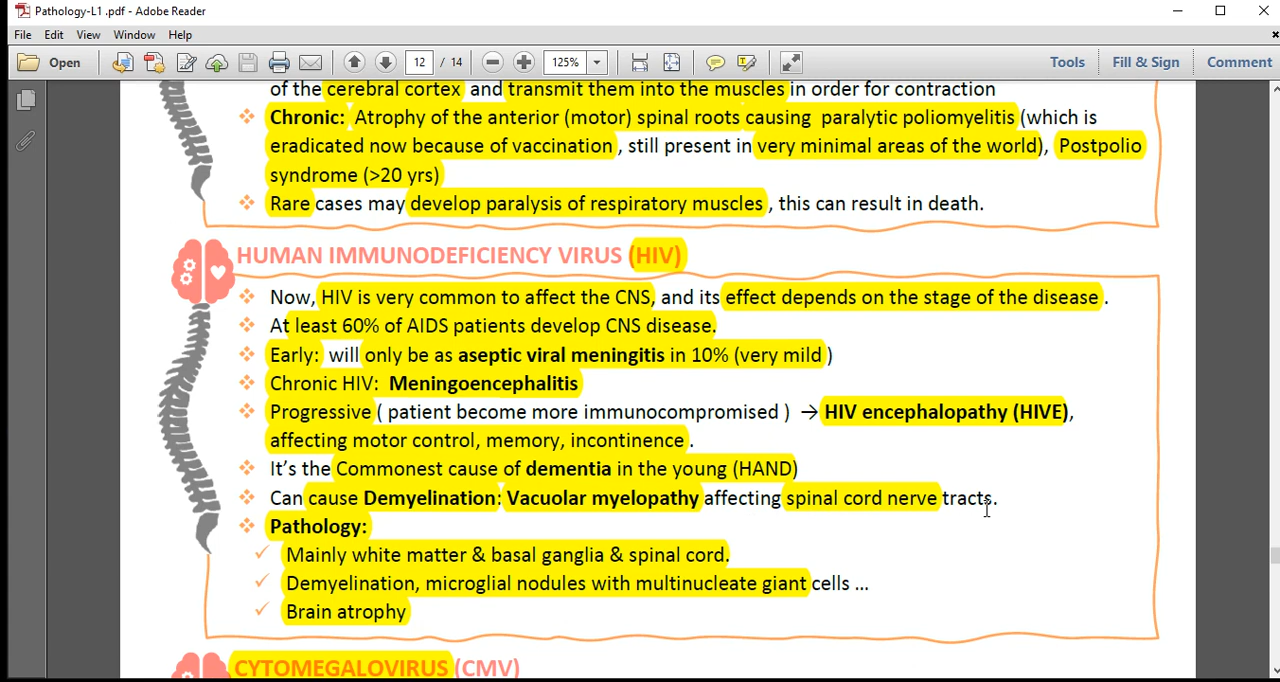 Pathology-L1 .pdf - Adobe Reader
File Edit View Window Help
Open 12 / 14 125% Tools Fill & Sign Comment
of the cerebral cortex and transmit them into the muscles in order for contraction
Chronic: Atrophy of the anterior (motor) spinal roots causing paralytic poliomyelitis (which is
eradicated now because of vaccination , still present in very minimal areas of the world), Postpolio
syndrome (>20 yrs)
Rare cases may develop paralysis of respiratory muscles , this can result in death.
HUMAN IMMUNODEFICIENCY VIRUS (HIV)
Now, HIV is very common to affect the CNS, and its effect depends on the stage of the disease .
At least 60% of AIDS patients develop CNS disease.
Early: will only be as aseptic viral meningitis in 10% (very mild )
Chronic HIV: Meningoencephalitis
Progressive ( patient become more immunocompromised ) → HIV encephalopathy (HIVE),
affecting motor control, memory, incontinence .
It's the Commonest cause of dementia in the young (HAND)
Can cause Demyelination: Vacuolar myelopathy affecting spinal cord nerve tracts.
Pathology:
✓ Mainly white matter & basal ganglia & spinal cord.
✓ Demyelination, microglial nodules with multinucleate giant cells ...
✓ Brain atrophy
CYTOMEGALOVIRUS (CMV)